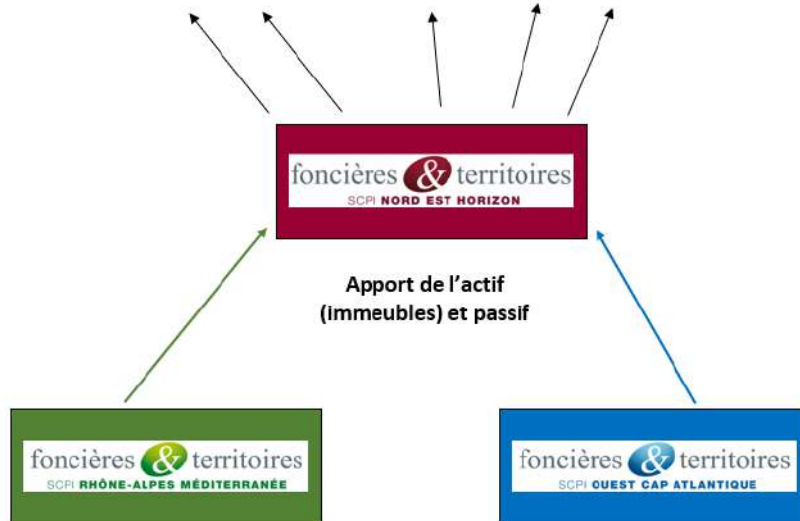 foncières & territoires
SCPI NORD EST HORIZON
Apport de l'actif
(immeubles) et passif
foncières & territoires
SCPI RHÔNE-ALPES MÉDITERRANÉE
foncières & territoires
SCPI OUEST CAP ATLANTIQUE